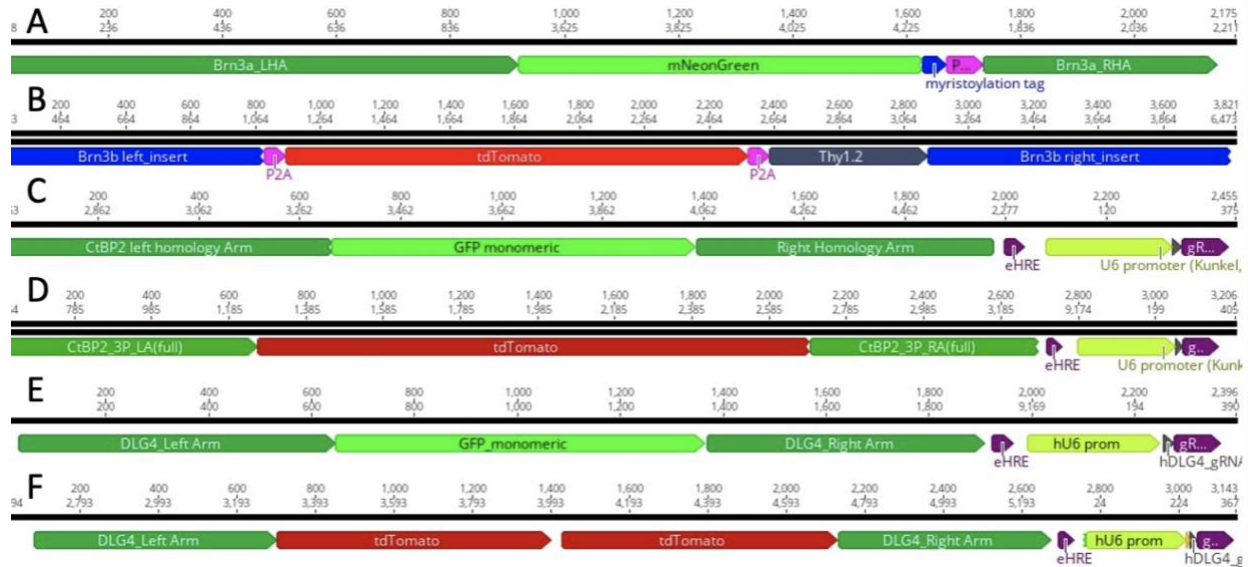 A
200 400 600 800 1,000 1,200 1,400 1,600 1,800 2,000 2,175
8 236 436 636 836 3,625 3,825 4,025 4,225 1,836 2,036 2,211
Brn3a_LHA mNeonGreen P... Brn3a_RHA
myristoylation tag
B
200 400 600 800 1,000 1,200 1,400 1,600 1,800 2,000 2,200 2,400 2,600 2,800 3,000 3,200 3,400 3,600 3,821
3 464 664 864 1,064 1,264 1,464 1,664 1,864 2,064 2,264 2,464 2,664 2,864 3,064 3,264 3,464 3,664 3,864 6,473
Brn3b left_insert tdTomato Thy1.2 Brn3b right_insert
P2A P2A
C
200 400 600 800 1,000 1,200 1,400 1,600 1,800 2,000 2,200 2,455
53 2,862 3,062 3,262 3,462 3,662 3,862 4,062 4,262 4,462 2,277 120 375
CtBP2 left homology Arm GFP monomeric Right Homology Arm gR...
eHRE U6 promoter (Kunkel,
D
200 400 600 800 1,000 1,200 1,400 1,600 1,800 2,000 2,200 2,400 2,600 2,800 3,000 3,206
4 785 985 1,185 1,385 1,585 1,785 1,985 2,185 2,385 2,585 2,785 2,985 3,185 9,174 199 405
CtBP2_3P_LA(full) tdTomato CtBP2_3P_RA(full) g..
eHRE U6 promoter (Kunk
E
200 400 600 800 1,000 1,200 1,400 1,600 1,800 2,000 2,200 2,396
200 400 600 800 1,000 1,200 1,400 1,600 1,800 9,169 194 390
DLG4_Left Arm GFP_monomeric DLG4_Right Arm hU6 prom gR...
eHRE hDLG4_gRNA
F
200 400 600 800 1,000 1,200 1,400 1,600 1,800 2,000 2,200 2,400 2,600 2,800 3,000 3,143
94 2,793 2,993 3,193 3,393 3,593 3,793 3,993 4,193 4,393 4,593 4,793 4,993 5,193 24 224 367
DLG4_Left Arm tdTomato tdTomato DLG4_Right Arm hU6 prom g..
eHRE hDLG4_g